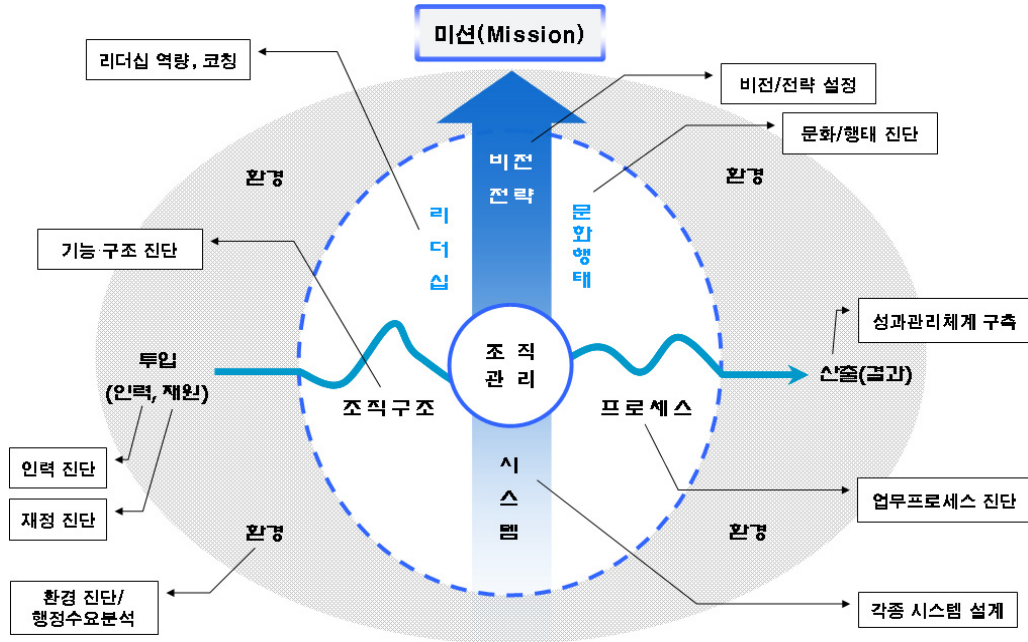 미션(Mission)
리더십 역량, 코칭
비전/전략 설정
문화/행태 진단
환경
비전
전략
환경
리더십
문화행태
기능 구조 진단
성과관리체계 구축
조 직
관 리
투입
(인력, 재원)
산출(결과)
조직구조
프로세스
인력 진단
시스템
업무프로세스 진단
재정 진단
환경
환경
환경 진단/
행정수요분석
각종 시스템 설계